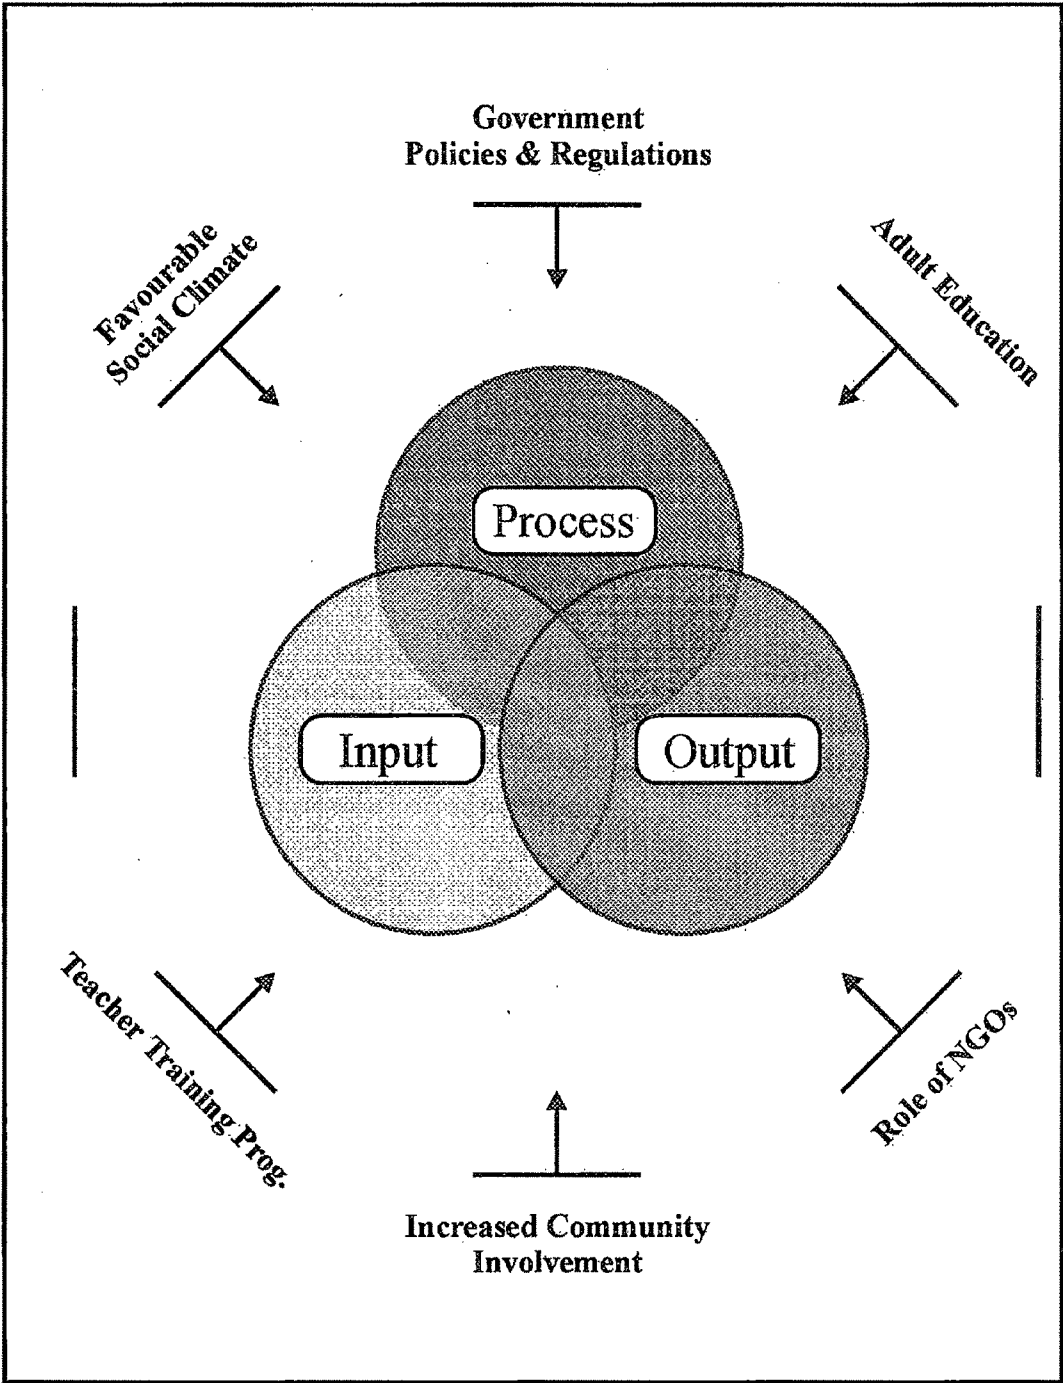 Government
Policies & Regulations
Favourable
Social Climate
Adult Education
Process
Input
Output
Teacher Training Prog.
Role of NGOs
Increased Community
Involvement